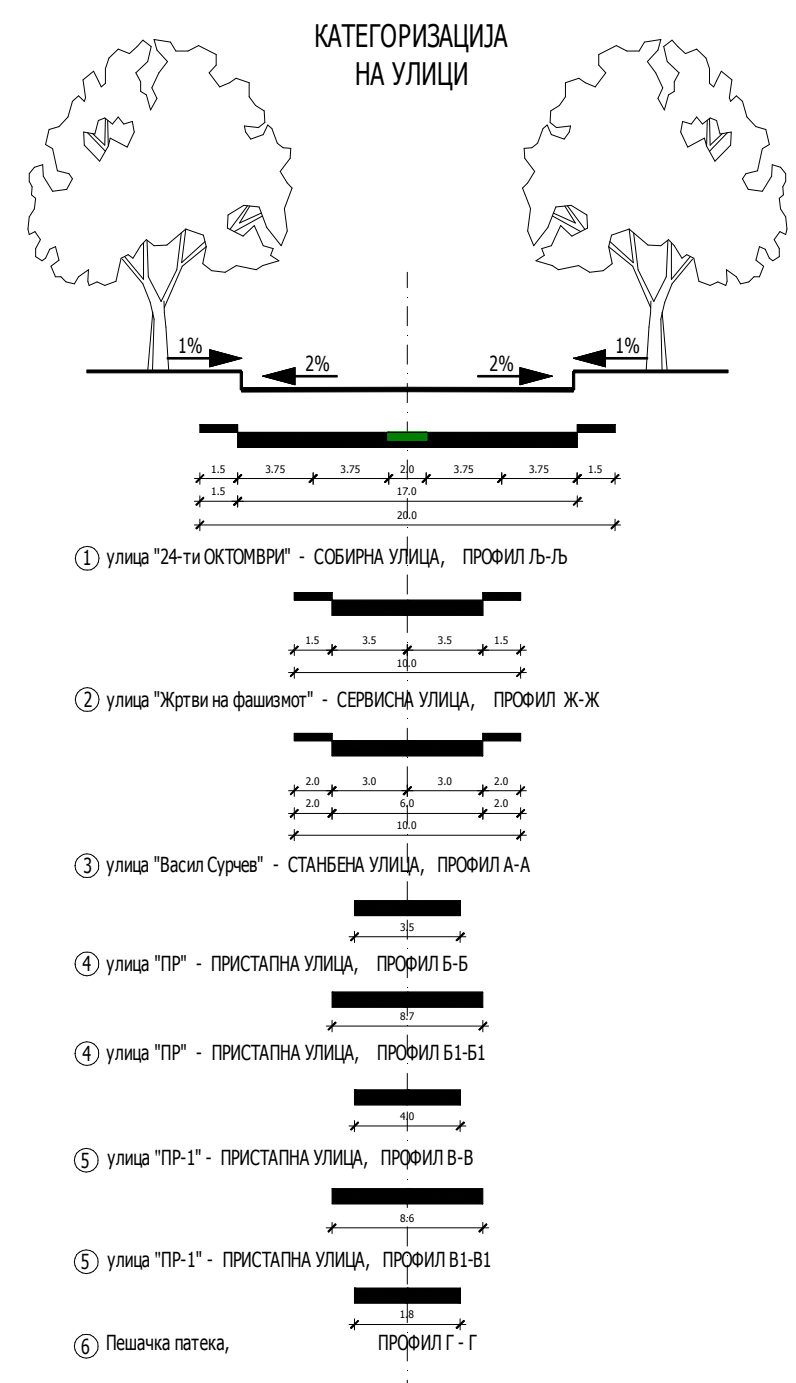 КАТЕГОРИЗАЦИЈА
НА УЛИЦИ
1% 2% 2% 1%
1.5 3.75 3.75 2.0 3.75 3.75 1.5
1.5 17.0
20.0
1 улица "24-ти ОКТОМВРИ" - СОБИРНА УЛИЦА, ПРОФИЛ Љ-Љ
1.5 3.5 3.5 1.5
10.0
2 улица "Жртви на фашизмот" - СЕРВИСНА УЛИЦА, ПРОФИЛ Ж-Ж
2.0 3.0 3.0 2.0
2.0 6.0 2.0
10.0
3 улица "Васил Сурчев" - СТАНБЕНА УЛИЦА, ПРОФИЛ А-А
3.5
4 улица "ПР" - ПРИСТАПНА УЛИЦА, ПРОФИЛ Б-Б
8.7
4 улица "ПР" - ПРИСТАПНА УЛИЦА, ПРОФИЛ Б1-Б1
4.0
5 улица "ПР-1" - ПРИСТАПНА УЛИЦА, ПРОФИЛ В-В
8.6
5 улица "ПР-1" - ПРИСТАПНА УЛИЦА, ПРОФИЛ В1-В1
1.8
6 Пешачка патека, ПРОФИЛ Г - Г